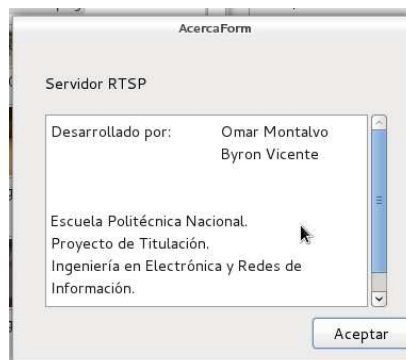 AcercaForm
Servidor RTSP
Desarrollado por: Omar Montalvo
Byron Vicente
Escuela Politécnica Nacional.
Proyecto de Titulación.
Ingeniería en Electrónica y Redes de
Información.
Aceptar